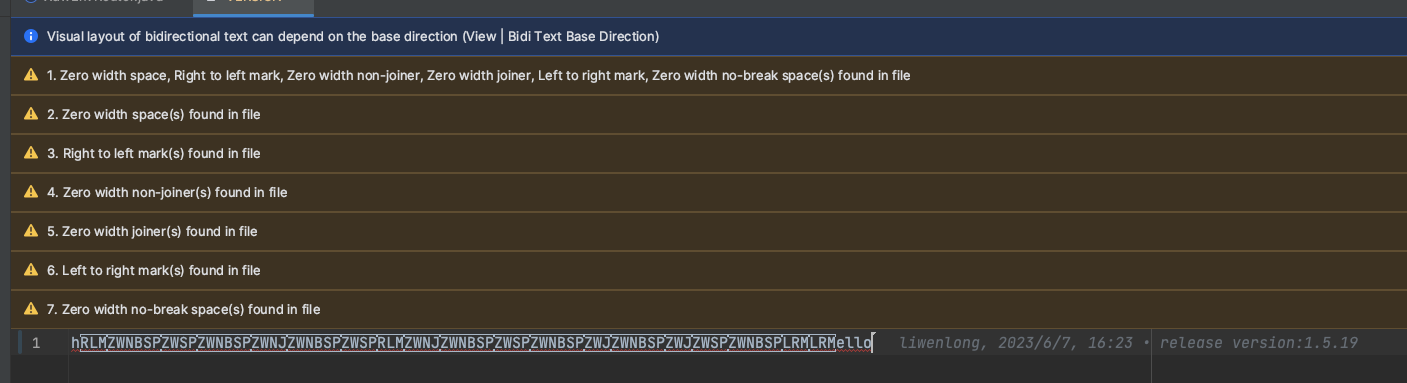 Visual layout of bidirectional text can depend on the base direction (View | Bidi Text Base Direction)
1. Zero width space, Right to left mark, Zero width non-joiner, Zero width joiner, Left to right mark, Zero width no-break space(s) found in file
2. Zero width space(s) found in file
3. Right to left mark(s) found in file
4. Zero width non-joiner(s) found in file
5. Zero width joiner(s) found in file
6. Left to right mark(s) found in file
7. Zero width no-break space(s) found in file
1 hRLMZWNBSPZWSPZWNBSPZWNJZWNBSPZWSPRLMZWNJZWNBSPZWSPZWNBSPZWJZWNBSPZWJZWSPZWNBSPLRMLRMello liwenlong, 2023/6/7, 16:23 • release version:1.5.19